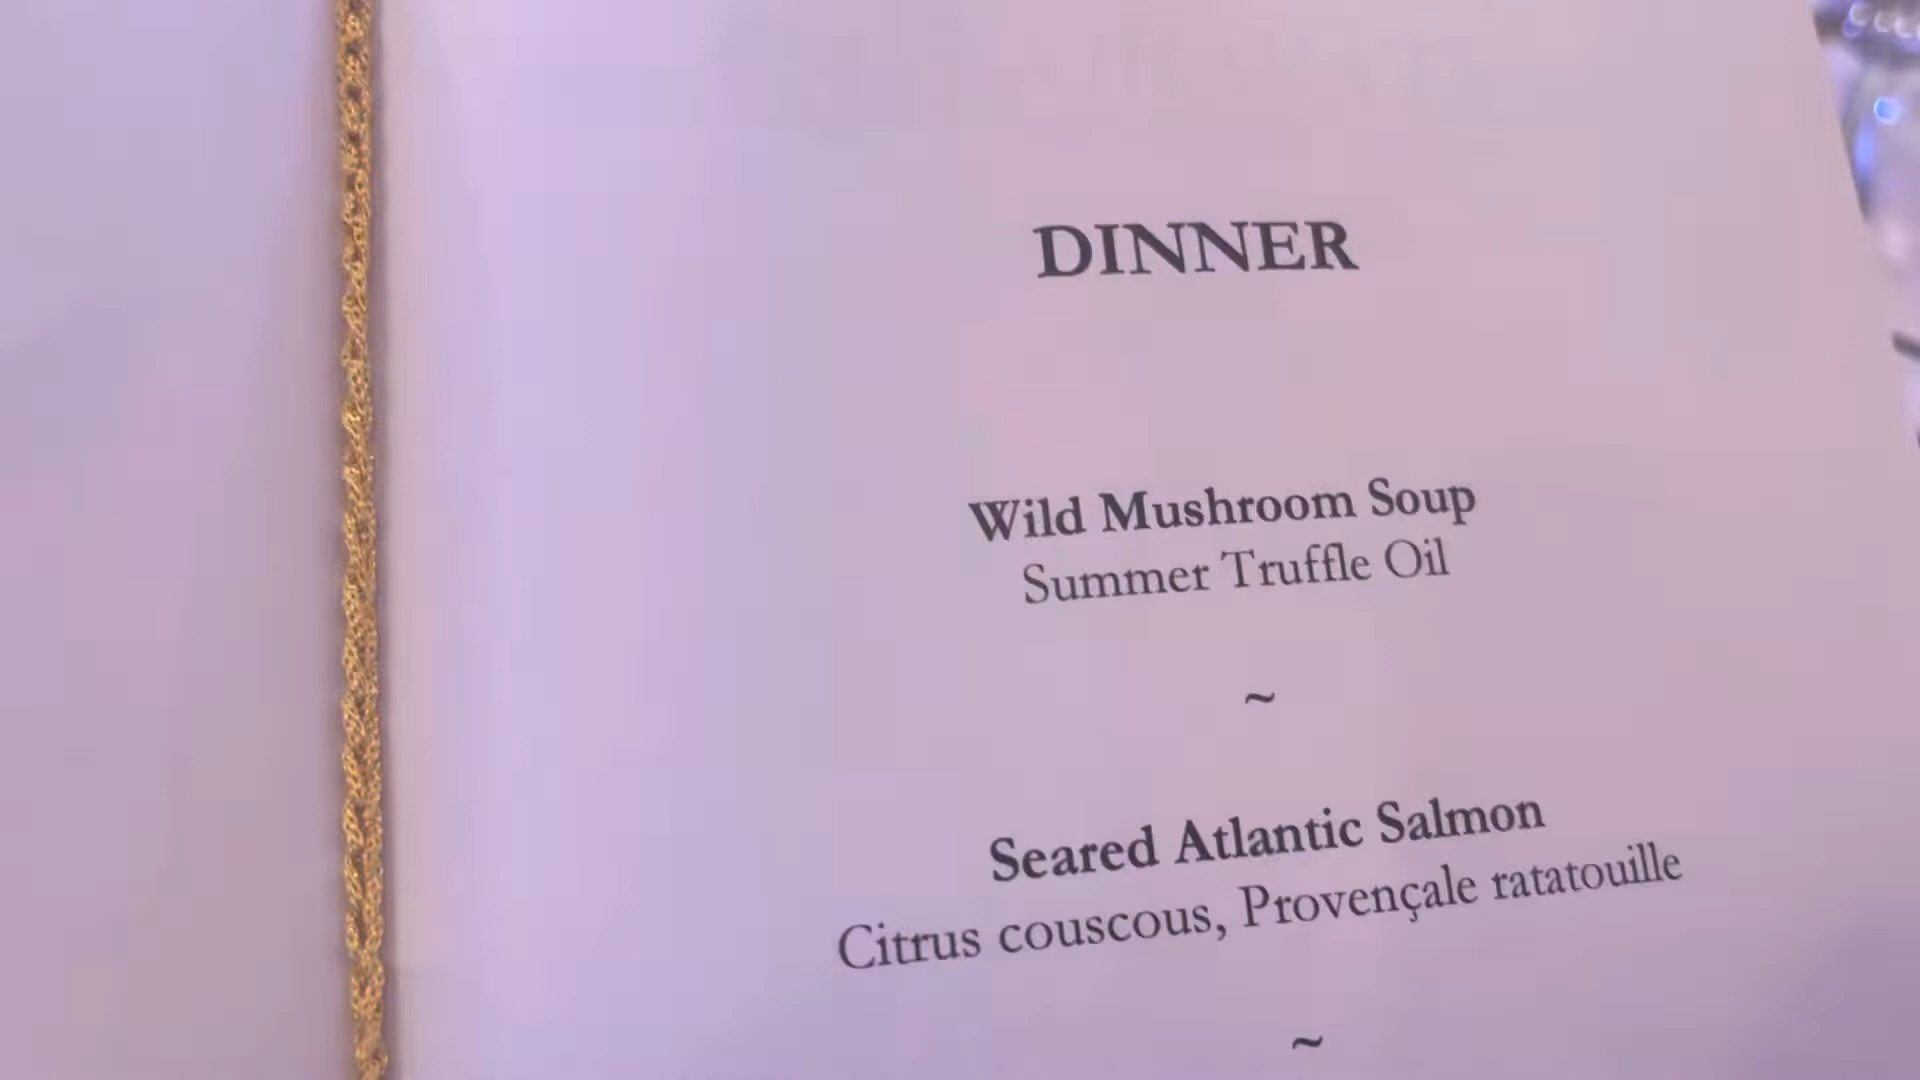 DINNER
Wild Mushroom Soup
Summer Truffle Oil
~
Seared Atlantic Salmon
Citrus couscous, Provençale ratatouille
~